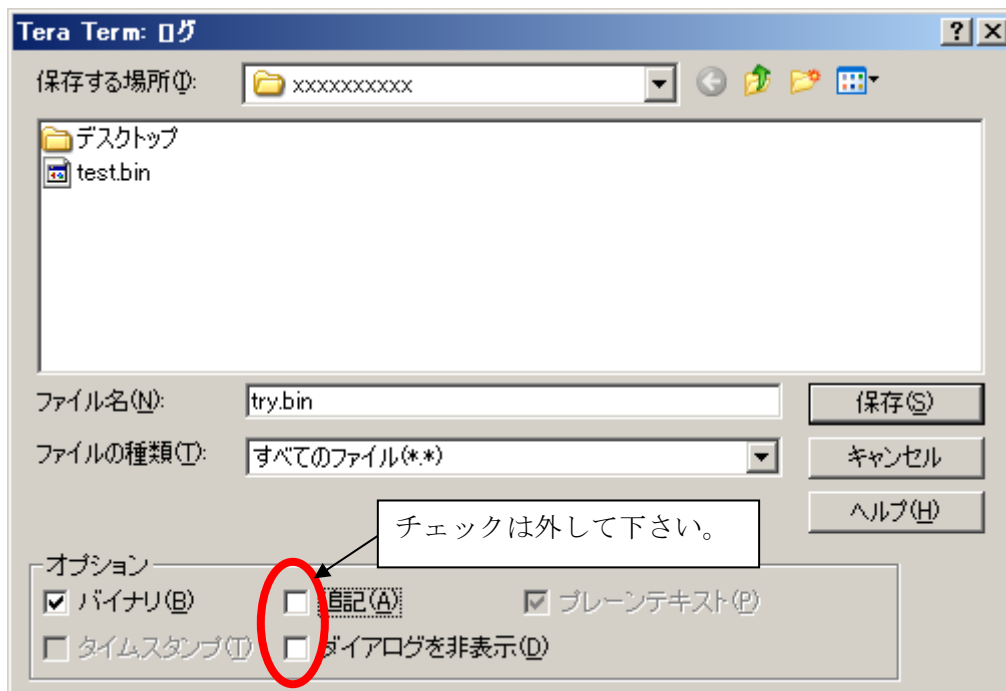 Tera Term: ログ
保存する場所(I): xxxxxxxxxx
デスクトップ
test.bin
ファイル名(N): try.bin 保存(S)
ファイルの種類(T): すべてのファイル(*.*) キャンセル
ヘルプ(H)
チェックは外して下さい。
オプション
バイナリ(B) 追記(A) プレーンテキスト(P)
タイムスタンプ(T) ダイアログを非表示(D)